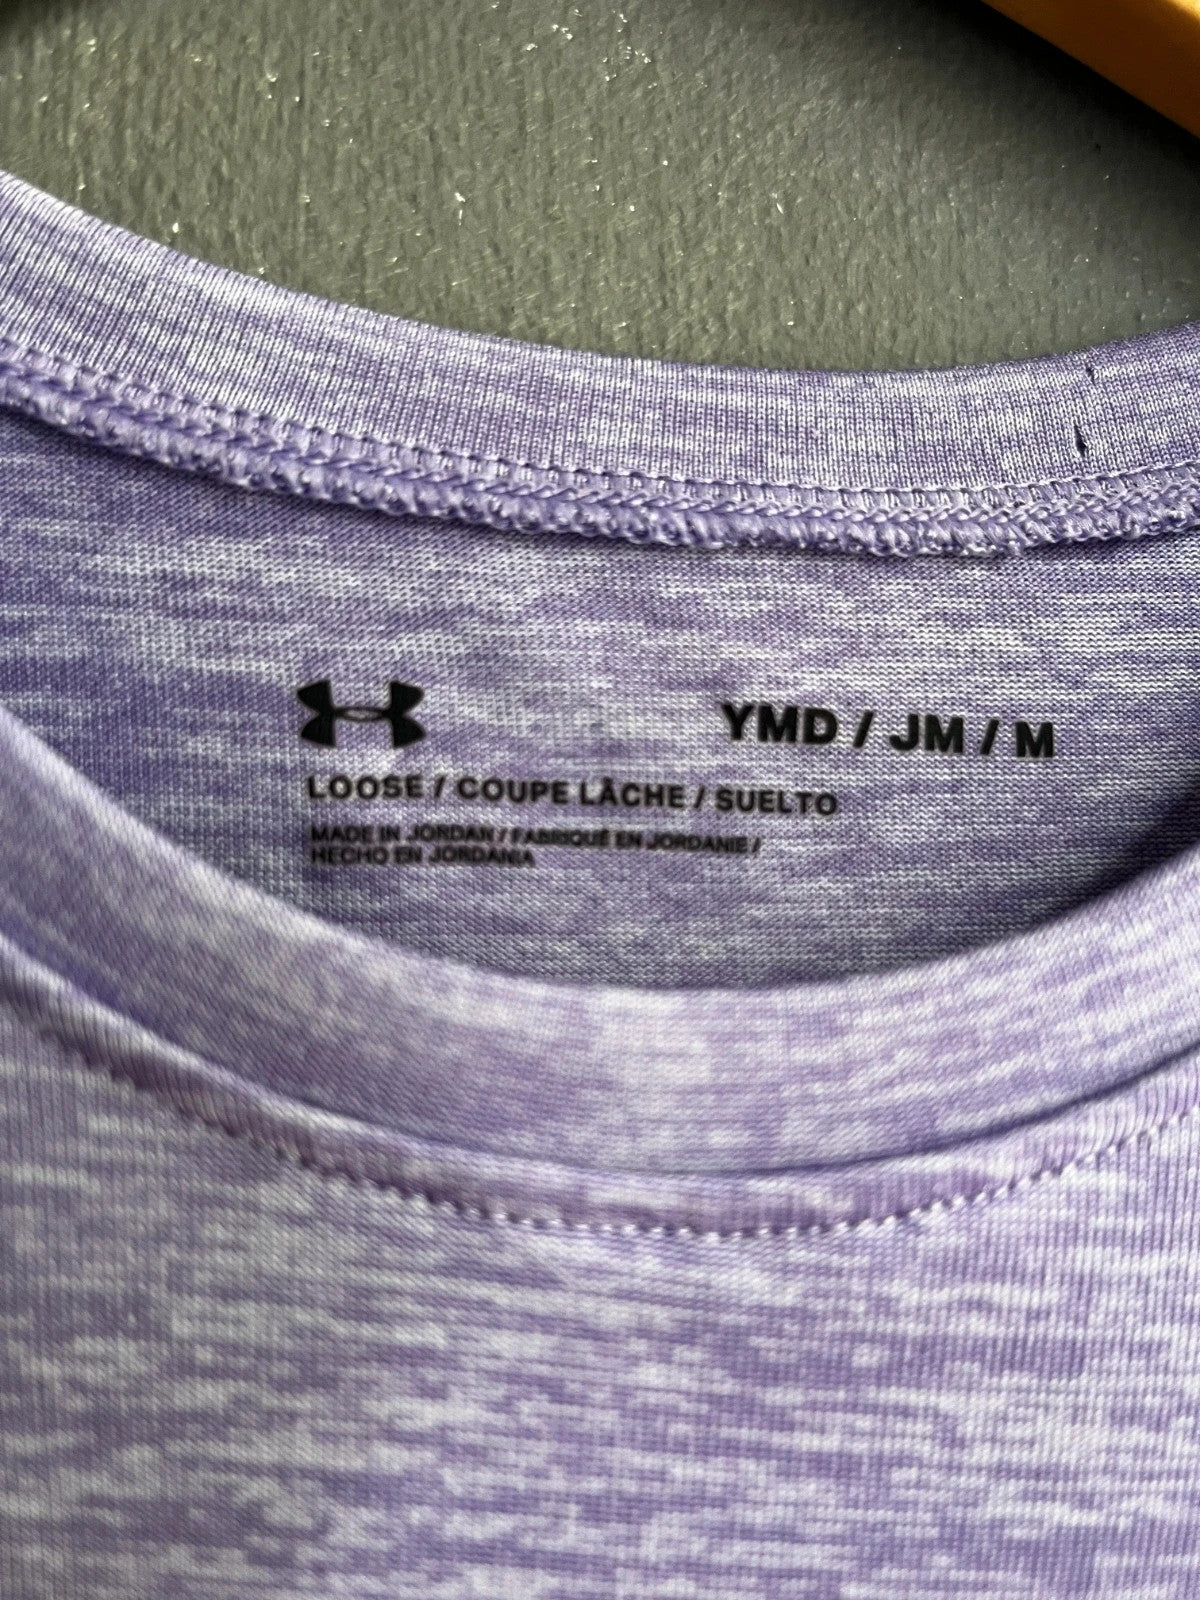 YMD / JM / M
LOOSE / COUPE LÂCHE / SUELTO
MADE IN JORDAN / FABRIQUÉ EN JORDANIE /
HECHO EN JORDANIA